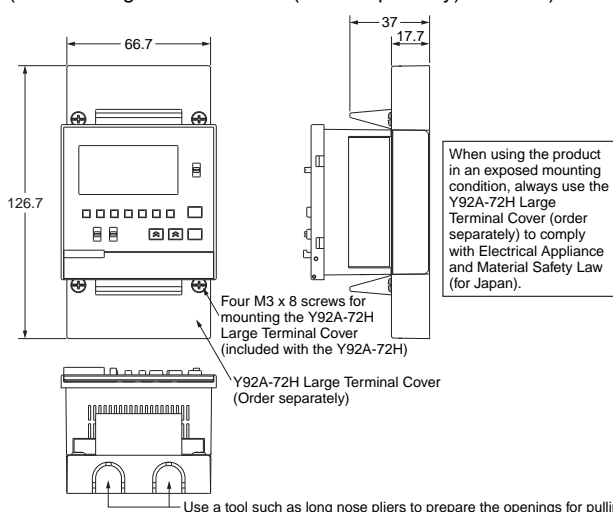 37
66.7
17.7
126.7
When using the product
in an exposed mounting
condition, always use the
Y92A-72H Large
Terminal Cover (order
separately) to comply
with Electrical Appliance
and Material Safety Law
(for Japan).
Four M3 x 8 screws for
mounting the Y92A-72H
Large Terminal Cover
(included with the Y92A-72H)
Y92A-72H Large Terminal Cover
(Order separately)
Use a tool such as long nose pliers to prepare the openings for pulli